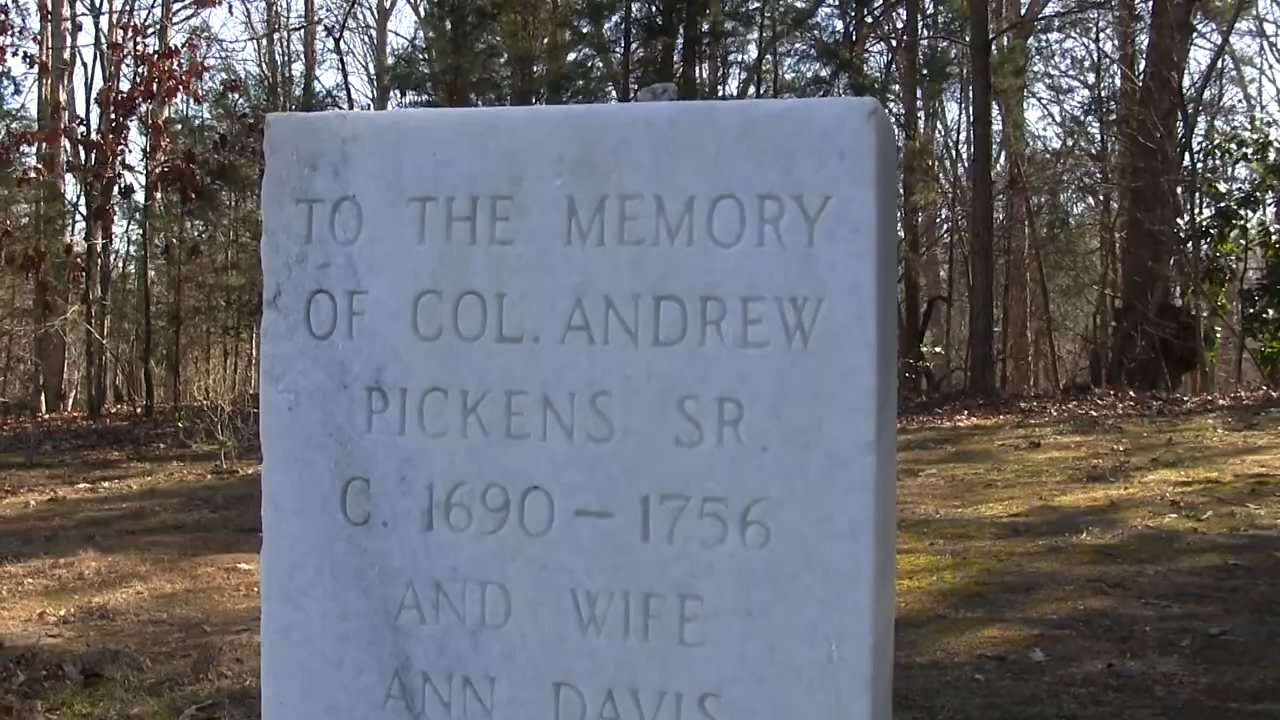 TO THE MEMORY
OF COL. ANDREW
PICKENS SR.
C. 1690 – 1756
AND WIFE
ANN DAVIS